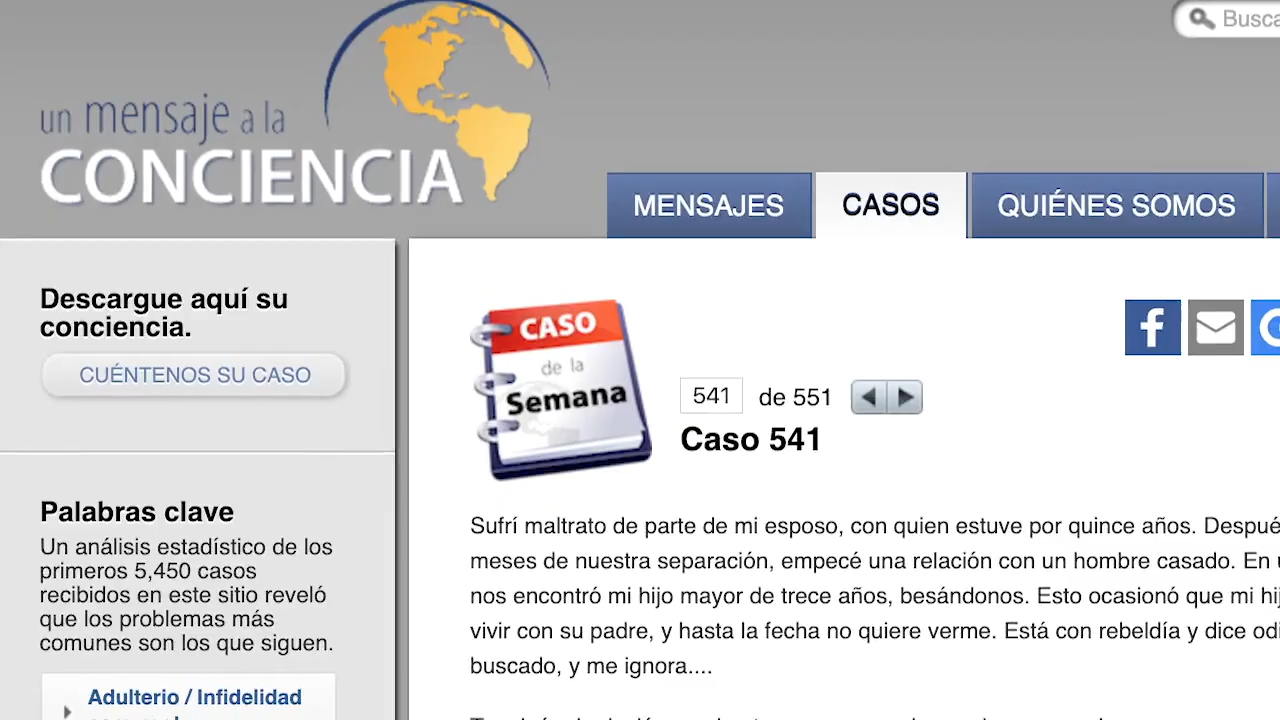 Busca
un mensaje a la
CONCIENCIA
MENSAJES
CASOS
QUIÉNES SOMOS
Descargue aquí su
conciencia.
CUÉNTENOS SU CASO
Palabras clave
Un análisis estadístico de los
primeros 5,450 casos
recibidos en este sitio reveló
que los problemas más
comunes son los que siguen.
Adulterio / Infidelidad
CASO
de la
Semana
541 de 551
Caso 541
Sufrí maltrato de parte de mi esposo, con quien estuve por quince años. Despué
meses de nuestra separación, empecé una relación con un hombre casado. En u
nos encontró mi hijo mayor de trece años, besándonos. Esto ocasionó que mi hij
vivir con su padre, y hasta la fecha no quiere verme. Está con rebeldía y dice odi
buscado, y me ignora....